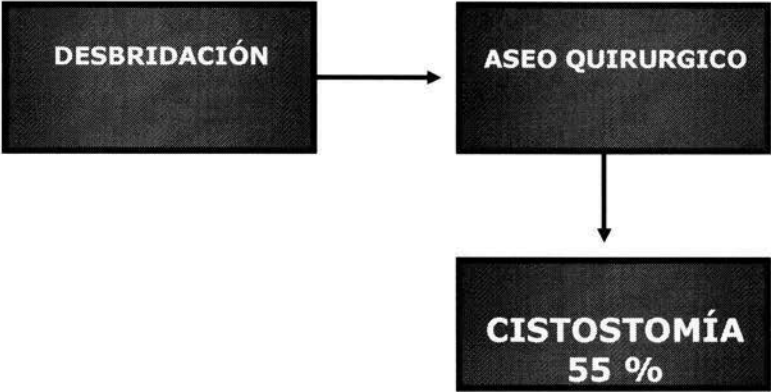 DESBRIDACIÓN
ASEO QUIRURGICO
CISTOSTOMÍA
55 %